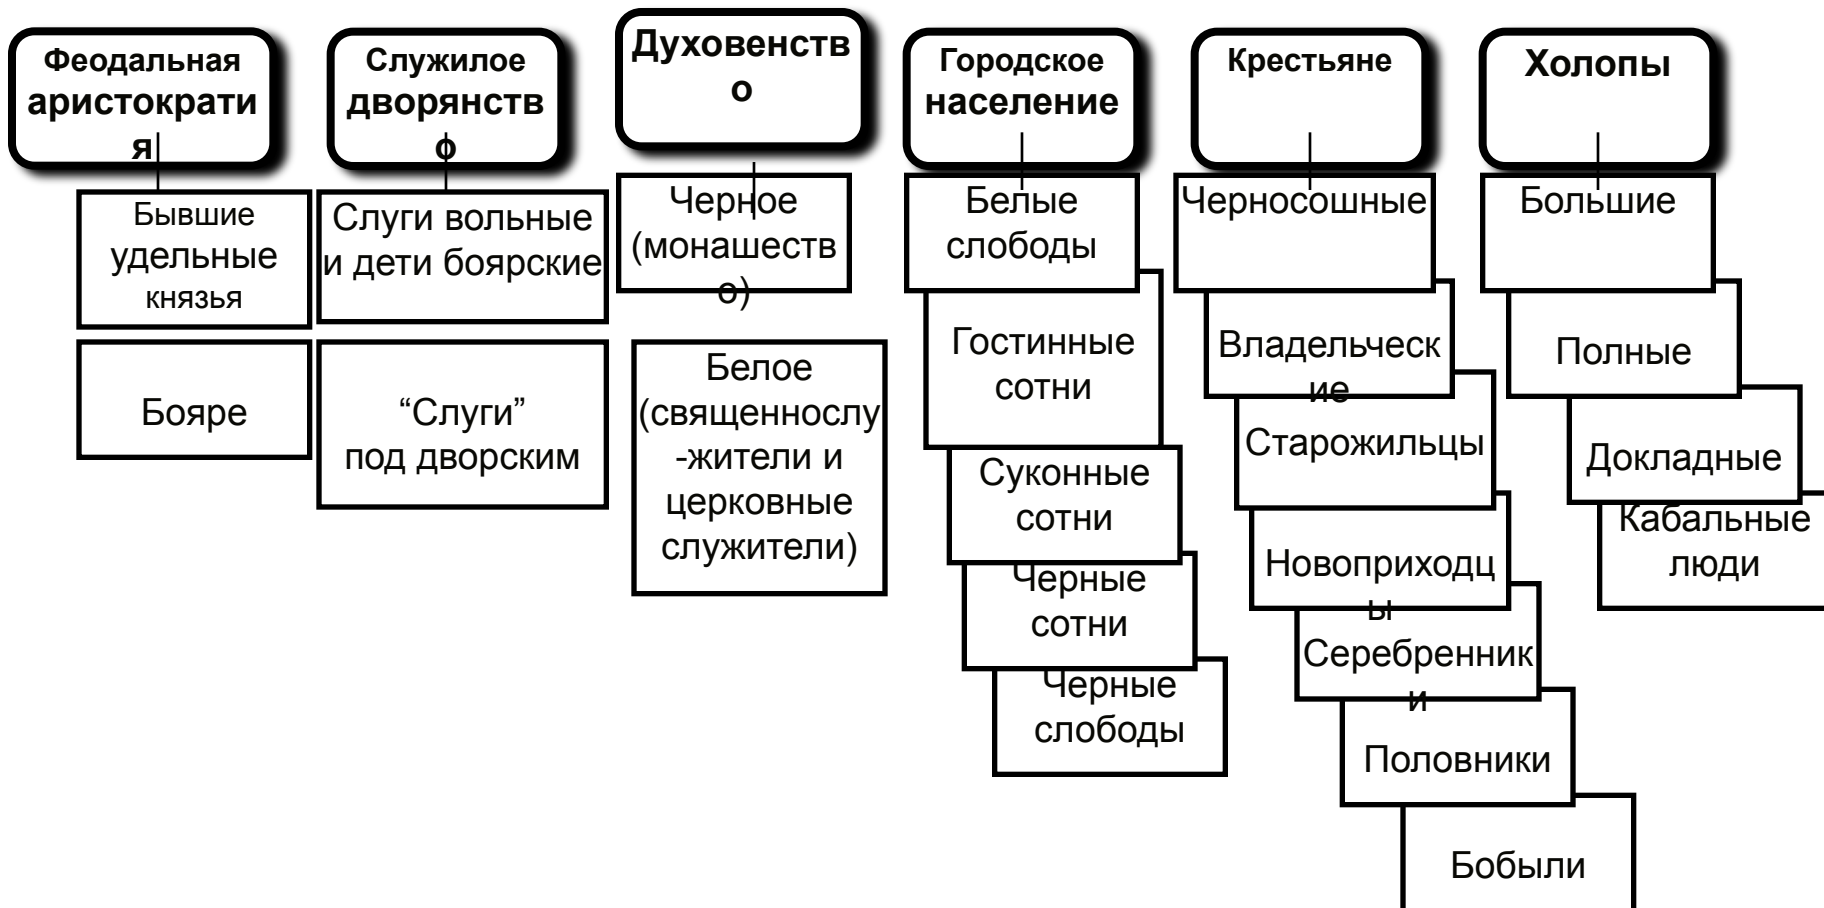 Феодальная
аристократи
я
Бывшие
удельные
князья
Бояре
Служилое
дворянств
о
Слуги вольные
и дети боярские
“Слуги”
под дворским
Духовенств
о
Черное
(монашеств
о)
Белое
(священнослу
-жители и
церковные
служители)
Городское
население
Белые
слободы
Гостинные
сотни
Суконные
сотни
Черные
сотни
Черные
слободы
Крестьяне
Черносошные
Владельческ
ие
Старожильцы
Новоприходц
ы
Серебренник
и
Половники
Бобыли
Холопы
Большие
Полные
Докладные
Кабальные
люди